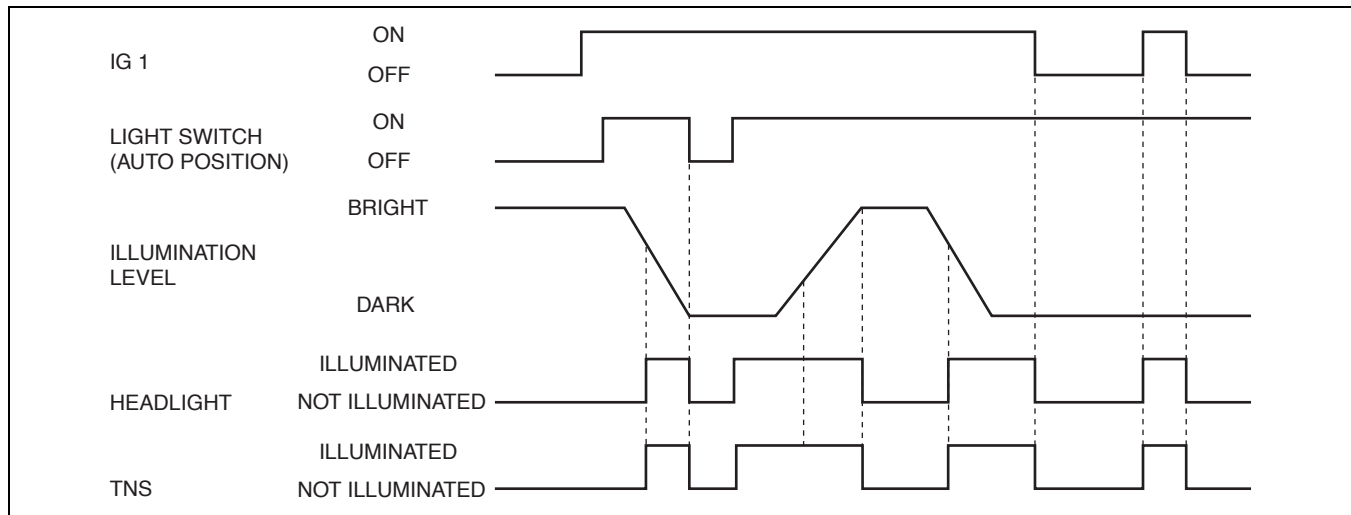 ON
IG 1
OFF
ON
LIGHT SWITCH
(AUTO POSITION)
OFF
BRIGHT
ILLUMINATION
LEVEL
DARK
ILLUMINATED
HEADLIGHT
NOT ILLUMINATED
ILLUMINATED
TNS
NOT ILLUMINATED